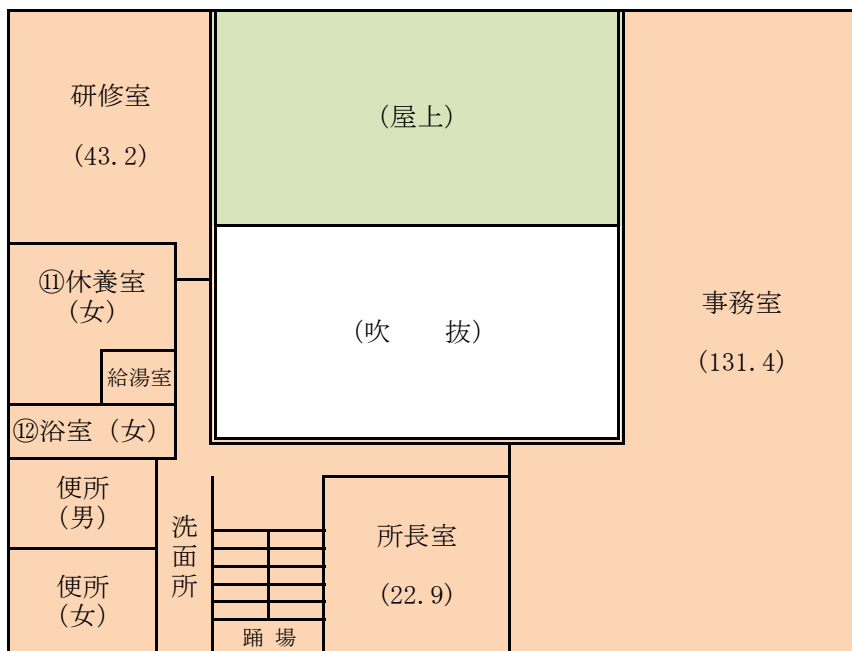 研修室
(43.2)
(屋上)
事務室
(131.4)
⑪休養室
(女)
(吹　抜)
給湯室
⑫浴室 (女)
便所
(男)
洗面所
所長室
(22.9)
便所
(女)
踊 場